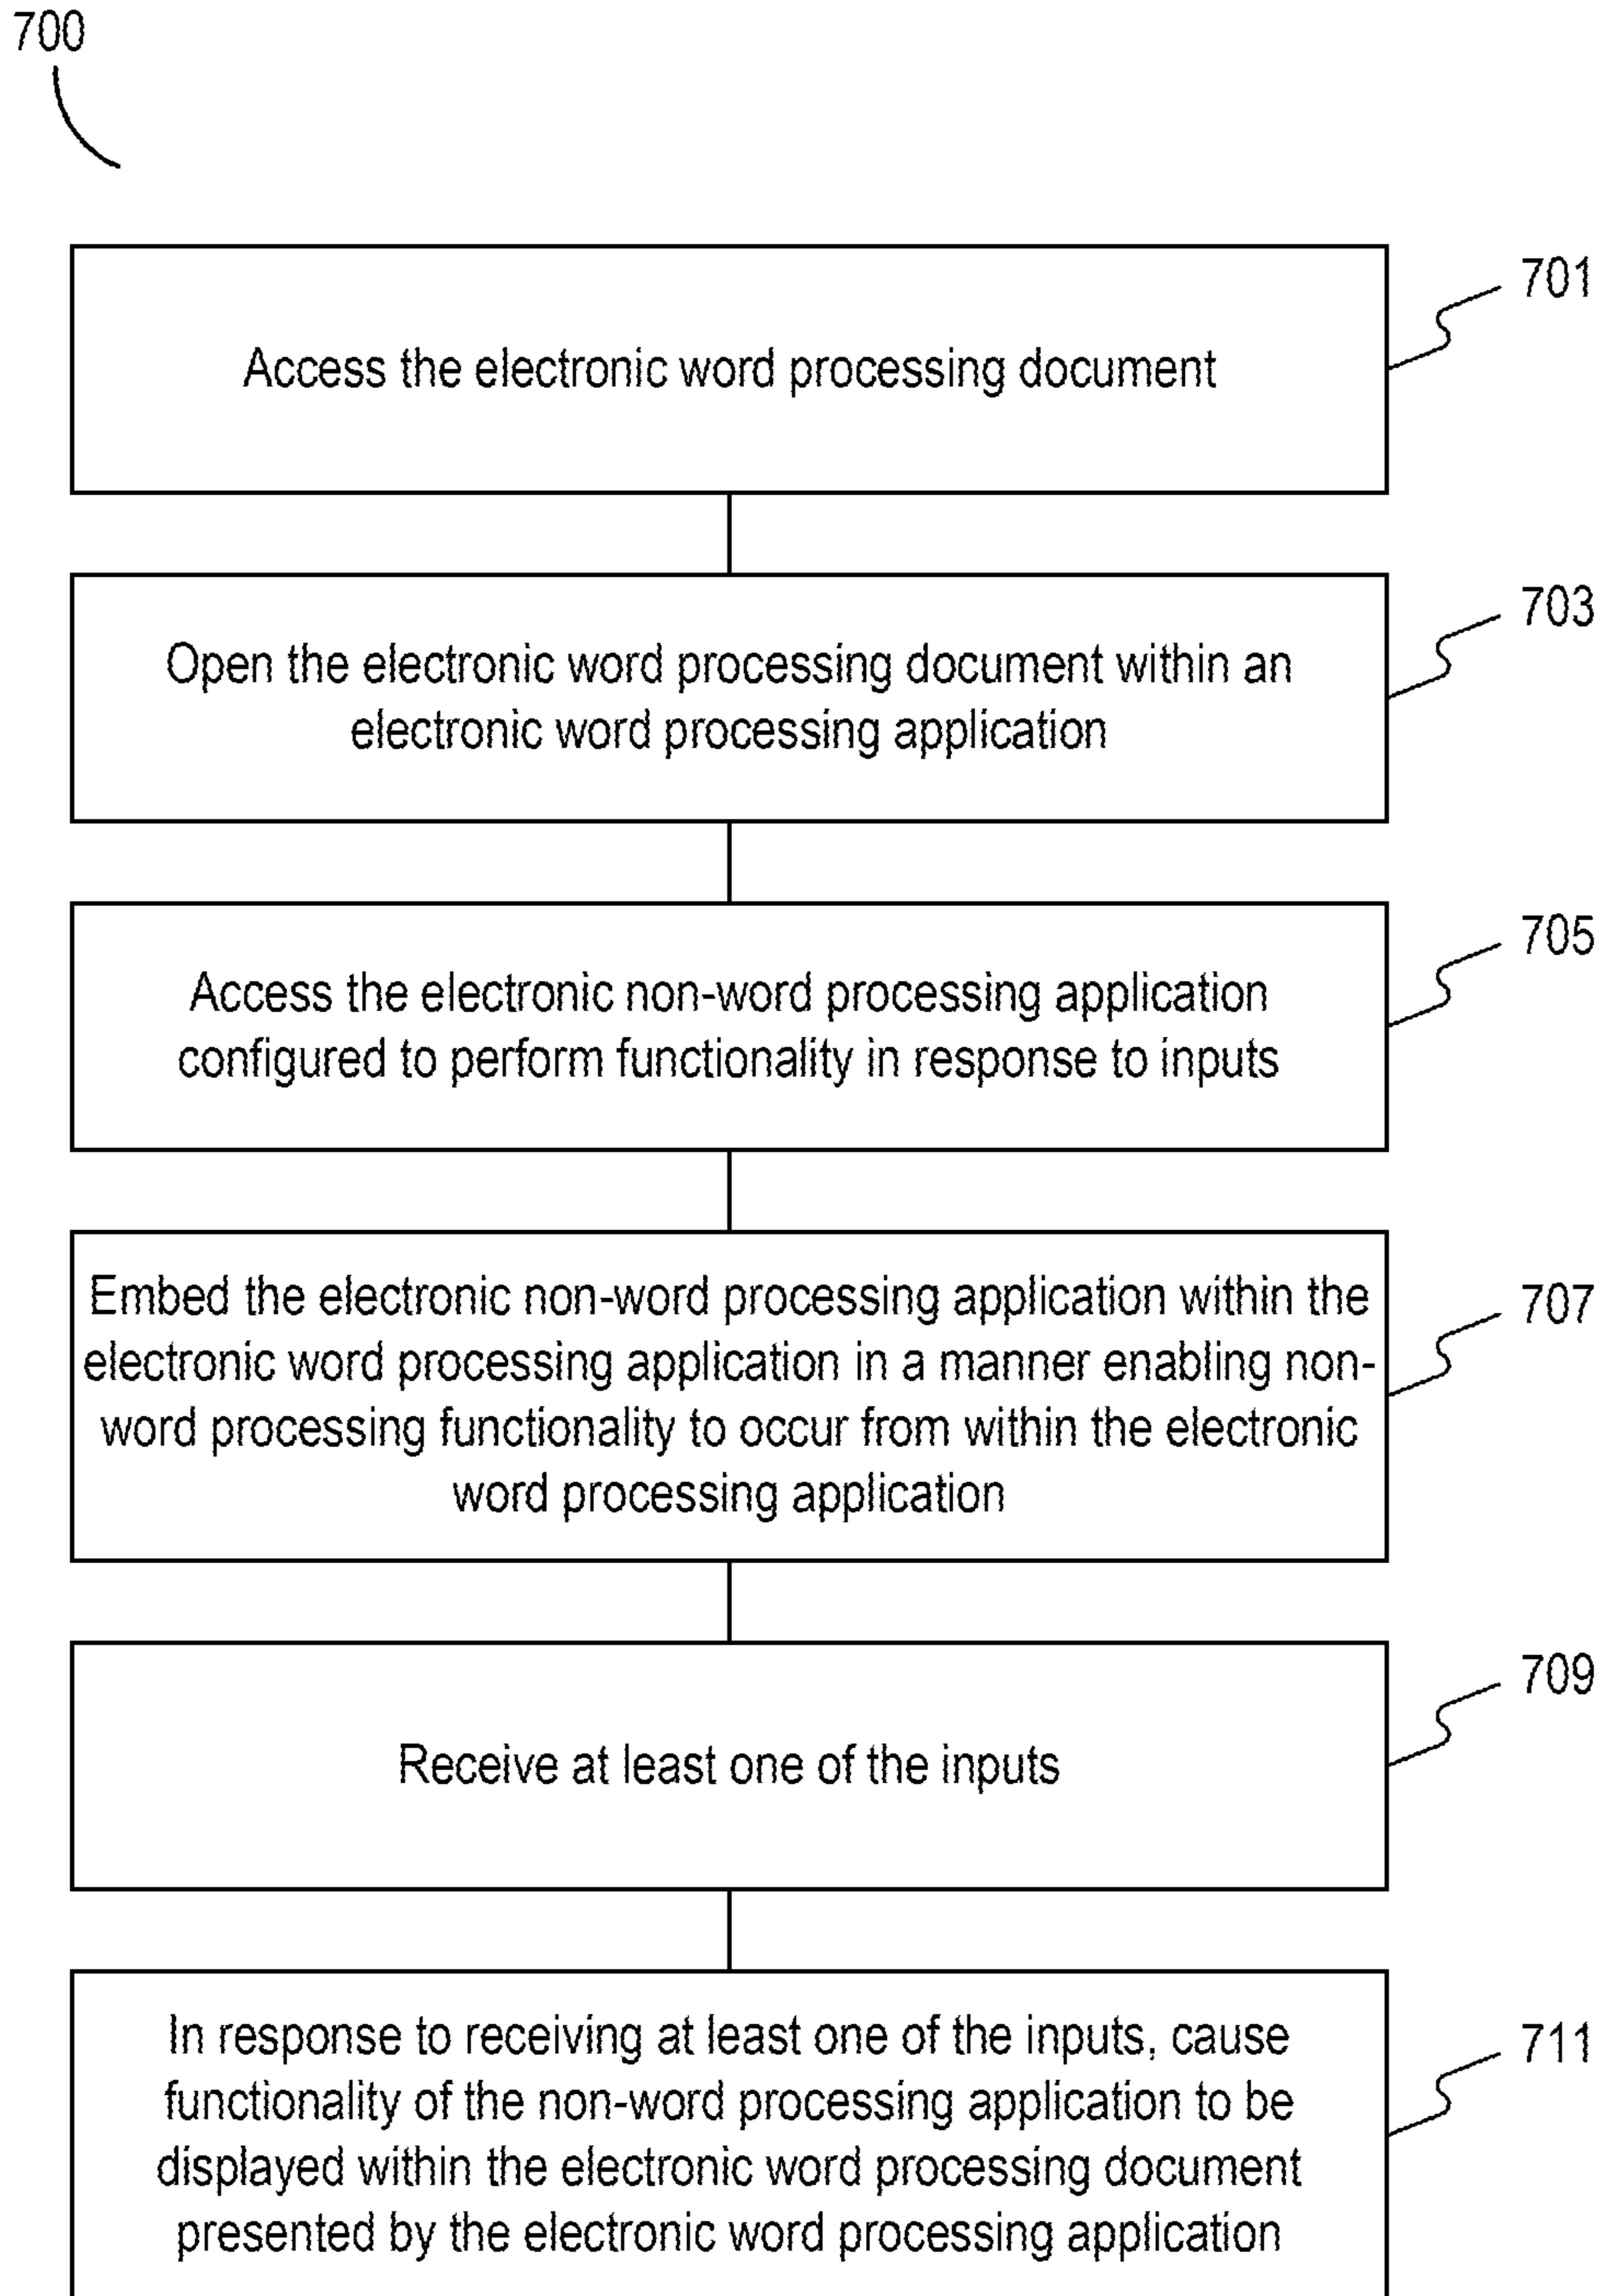 700
701
Access the electronic word processing document
703
Open the electronic word processing document within an
electronic word processing application
705
Access the electronic non-word processing application
configured to perform functionality in response to inputs
707
Embed the electronic non-word processing application within the
electronic word processing application in a manner enabling non-
word processing functionality to occur from within the electronic
word processing application
709
Receive at least one of the inputs
711
In response to receiving at least one of the inputs, cause
functionality of the non-word processing application to be
displayed within the electronic word processing document
presented by the electronic word processing application